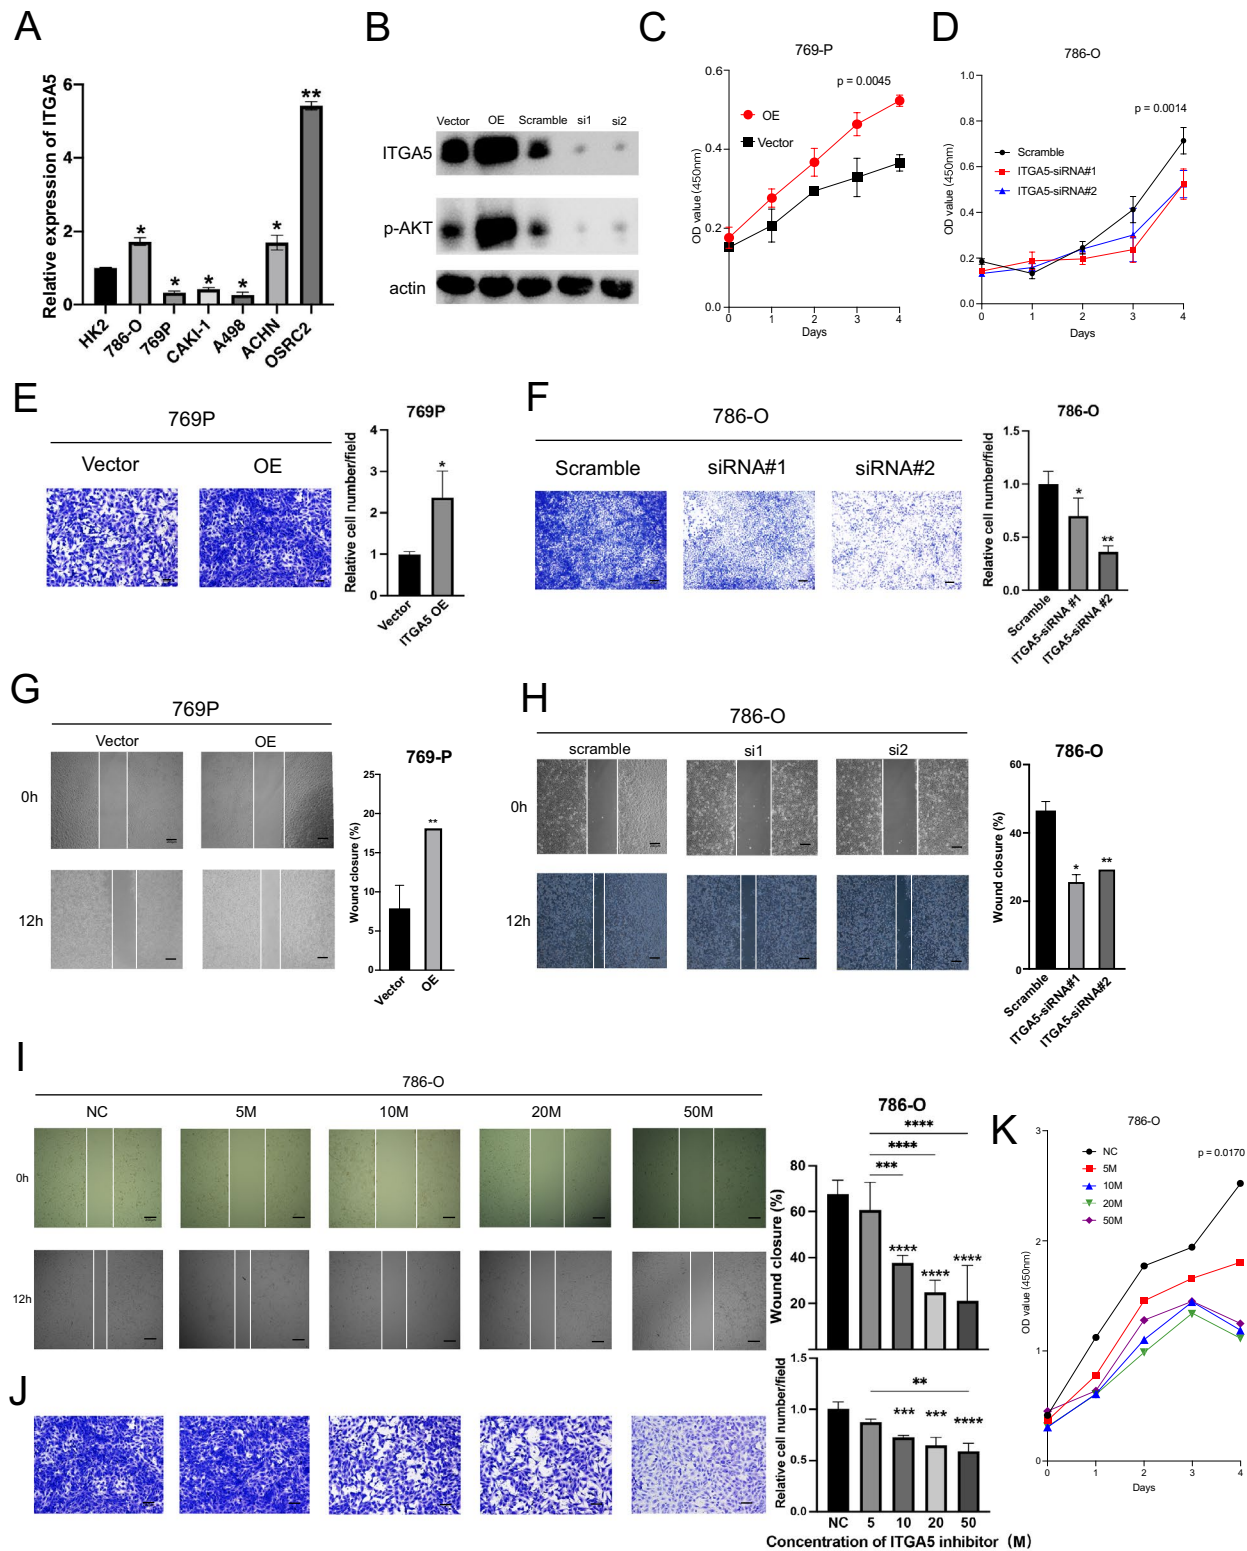 A
Relative expression of ITGA5
6
4
2
0
HK2
786-O
769P
CAKI-1
A498
ACHN
OSRC2
*
*
*
*
*
**
B
Vector OE Scramble si1 si2
ITGA5
p-AKT
actin
C
769-P
p = 0.0045
OE
Vector
OD value (450nm)
0.6
0.4
0.2
0.0
0 1 2 3 4
Days
D
786-O
p = 0.0014
Scramble
ITGA5-siRNA#1
ITGA5-siRNA#2
OD value (450nm)
1.0
0.8
0.6
0.4
0.2
0.0
0 1 2 3 4
Days
E
769P
Vector OE
769P
Relative cell number/field
4
3
2
1
0
*
Vector
ITGA5 OE
F
786-O
Scramble siRNA#1 siRNA#2
786-O
Relative cell number/field
1.5
1.0
0.5
0.0
*
**
Scramble
ITGA5-siRNA #1
ITGA5-siRNA #2
G
769P
Vector OE
0h
12h
769-P
Wound closure (%)
25
20
15
10
5
0
**
Vector
OE
H
786-O
scramble si1 si2
0h
12h
786-O
Wound closure (%)
60
40
20
0
*
**
Scramble
ITGA5-siRNA#1
ITGA5-siRNA#2
I
786-O
NC 5M 10M 20M 50M
0h
12h
786-O
Wound closure (%)
80
60
40
20
****
****
***
****
****
****
J
Relative cell number/field
1.5
1.0
0.5
0.0
**
***
***
****
NC 5 10 20 50
Concentration of ITGA5 inhibitor (M)
K
786-O
p = 0.0170
NC
5M
10M
20M
50M
OD value (450nm)
3
2
1
0
0 1 2 3 4
Days